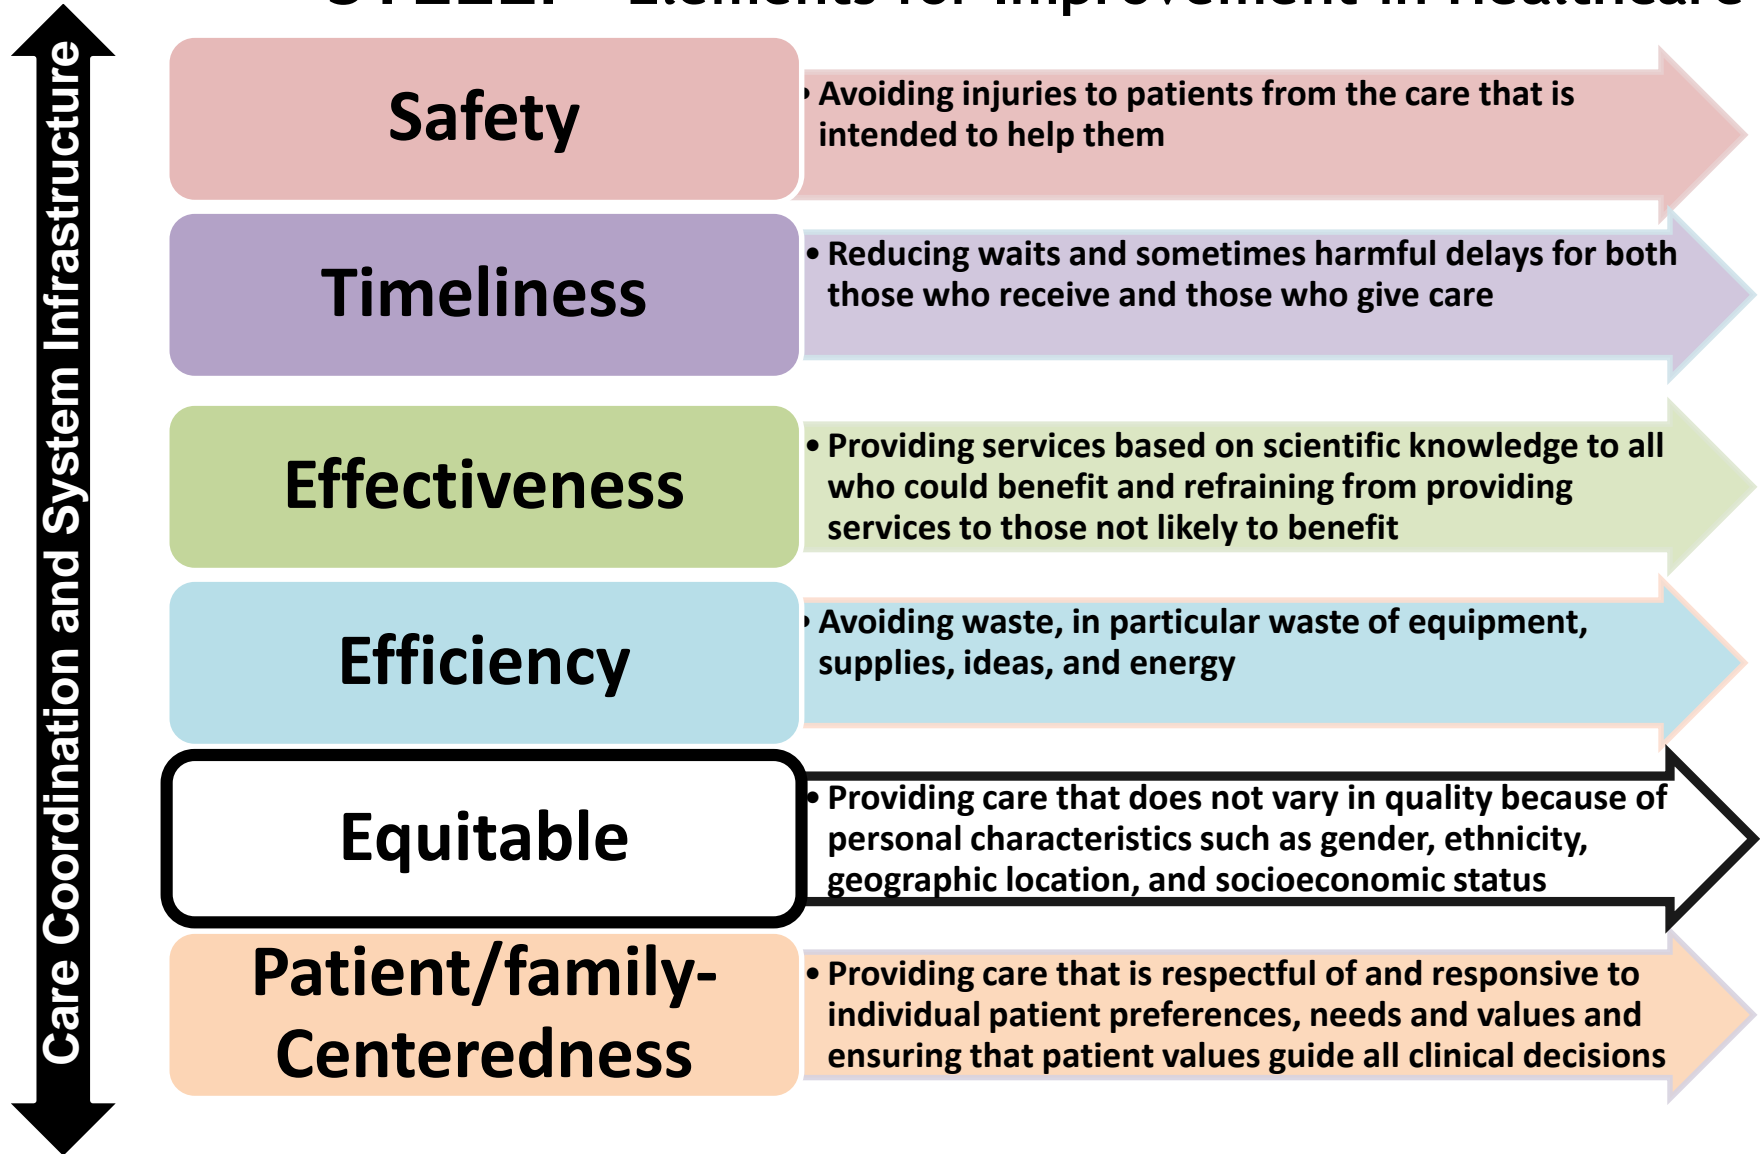 STEEEP Elements for Improvement in Healthcare
Care Coordination and System Infrastructure
Safety
• Avoiding injuries to patients from the care that is
intended to help them
Timeliness
• Reducing waits and sometimes harmful delays for both
those who receive and those who give care
Effectiveness
• Providing services based on scientific knowledge to all
who could benefit and refraining from providing
services to those not likely to benefit
Efficiency
• Avoiding waste, in particular waste of equipment,
supplies, ideas, and energy
Equitable
• Providing care that does not vary in quality because of
personal characteristics such as gender, ethnicity,
geographic location, and socioeconomic status
Patient/family-
Centeredness
• Providing care that is respectful of and responsive to
individual patient preferences, needs and values and
ensuring that patient values guide all clinical decisions